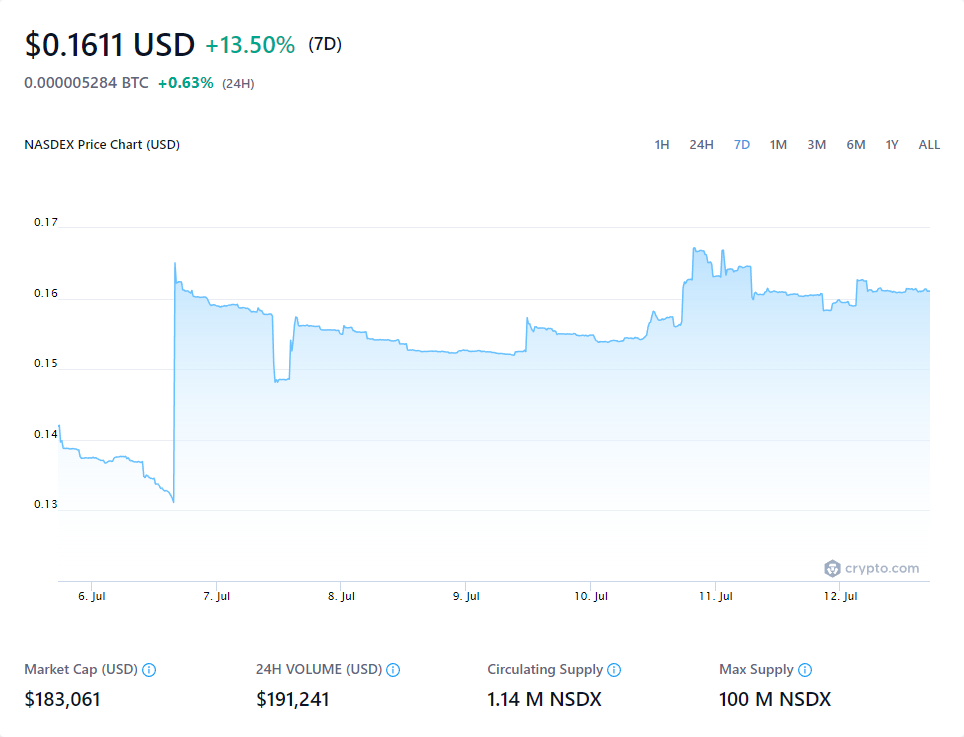 $0.1611 USD +13.50% (7D)
0.000005284 BTC +0.63% (24H)
NASDEX Price Chart (USD) 1H 24H 7D 1M 3M 6M 1Y ALL
0.17
0.16
0.15
0.14
0.13
crypto.com
6. Jul 7. Jul 8. Jul 9. Jul 10. Jul 11. Jul 12. Jul
Market Cap (USD) 24H VOLUME (USD) Circulating Supply Max Supply
$183,061 $191,241 1.14 M NSDX 100 M NSDX